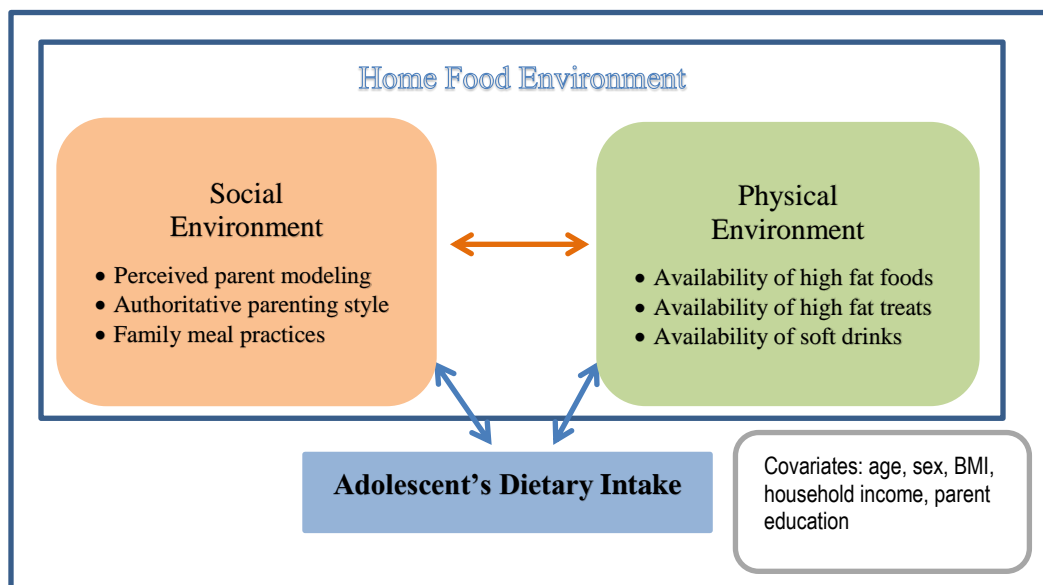 Home Food Environment
Social
Environment
• Perceived parent modeling
• Authoritative parenting style
• Family meal practices
Physical
Environment
• Availability of high fat foods
• Availability of high fat treats
• Availability of soft drinks
Adolescent’s Dietary Intake
Covariates: age, sex, BMI,
household income, parent
education